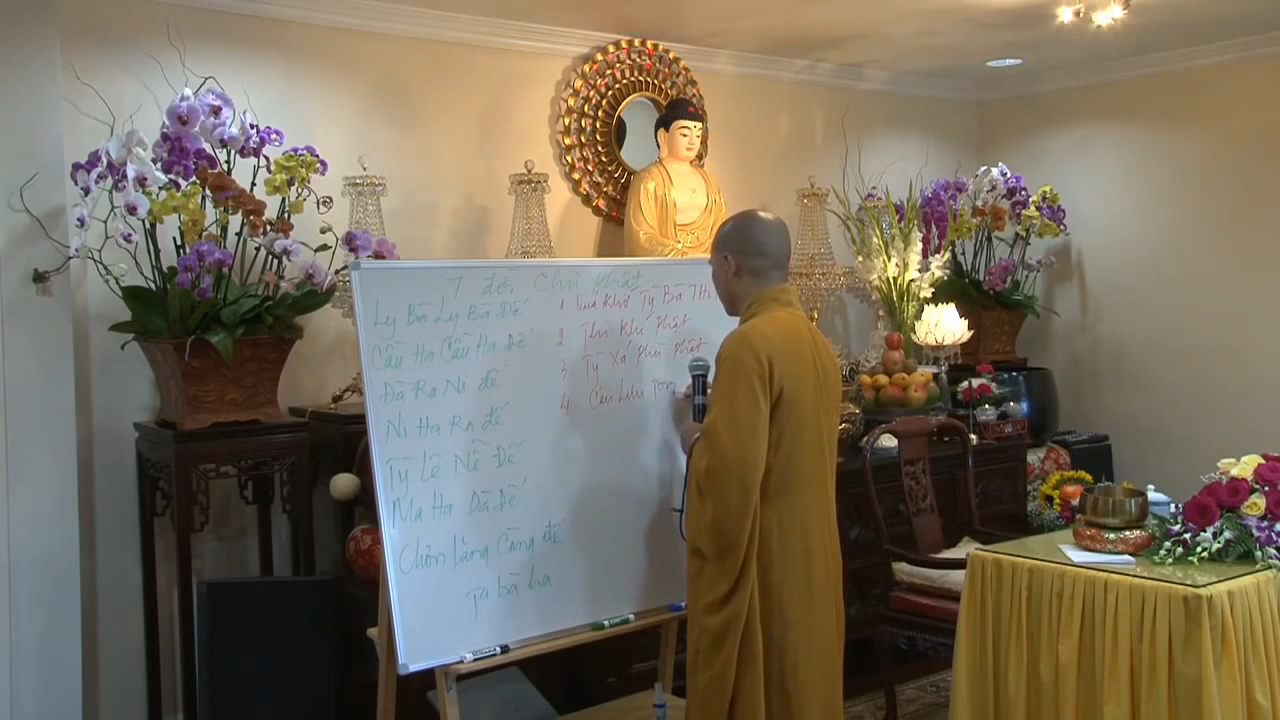 7 đời Chư Phật
Ly Bà Ly Bà Đế
Cầu Ha Cầu Ha Đế
Đà Ra Ni đế
Ni Ha Ra đế
Tỳ Lê Nễ Đế
Ma Ha Dà Đế
Chơn Lăng Càng đế
Ta bà ha
1. Quá Khứ Tỳ Bà Thi
2. Thi Khí Phật
3. Tỳ Xá Phù Phật
4. Câu Lưu